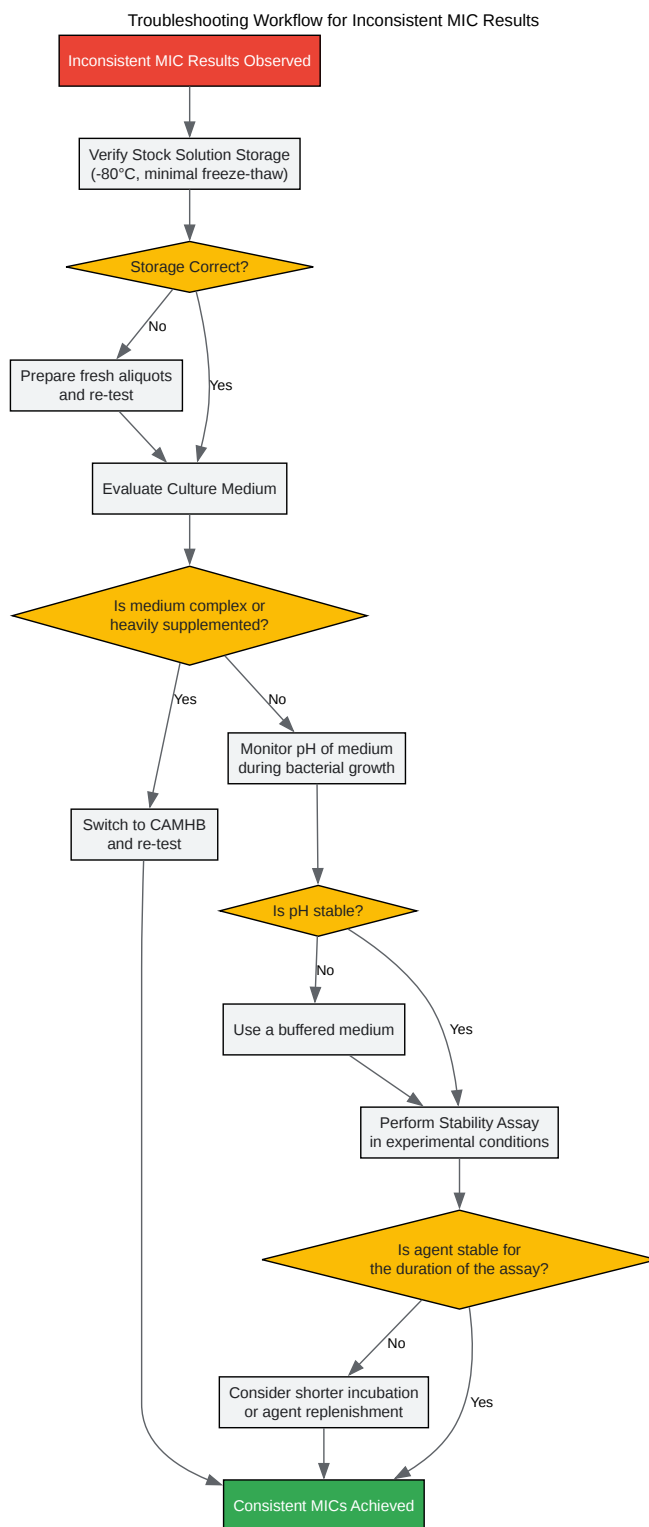 Troubleshooting Workflow for Inconsistent MIC Results
Inconsistent MIC Results Observed
Verify Stock Solution Storage
(-80°C, minimal freeze-thaw)
Storage Correct?
No
Prepare fresh aliquots
and re-test
Yes
Evaluate Culture Medium
Is medium complex or
heavily supplemented?
Yes
No
Monitor pH of medium
during bacterial growth
Switch to CAMHB
and re-test
Is pH stable?
No
Use a buffered medium
Yes
Perform Stability Assay
in experimental conditions
Is agent stable for
the duration of the assay?
No
Consider shorter incubation
or agent replenishment
Yes
Consistent MICs Achieved